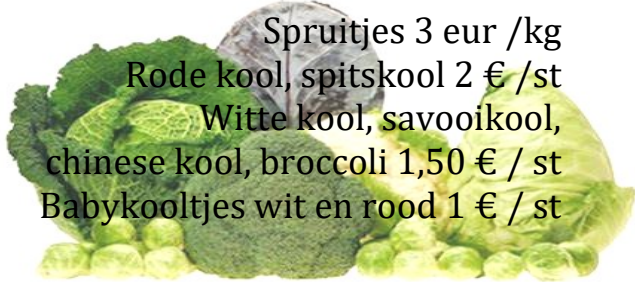 Spruitjes 3 eur /kg
Rode kool, spitskool 2 € /st
Witte kool, savooikool,
chinese kool, broccoli 1,50 € / st
Babykooltjes wit en rood 1 € / st